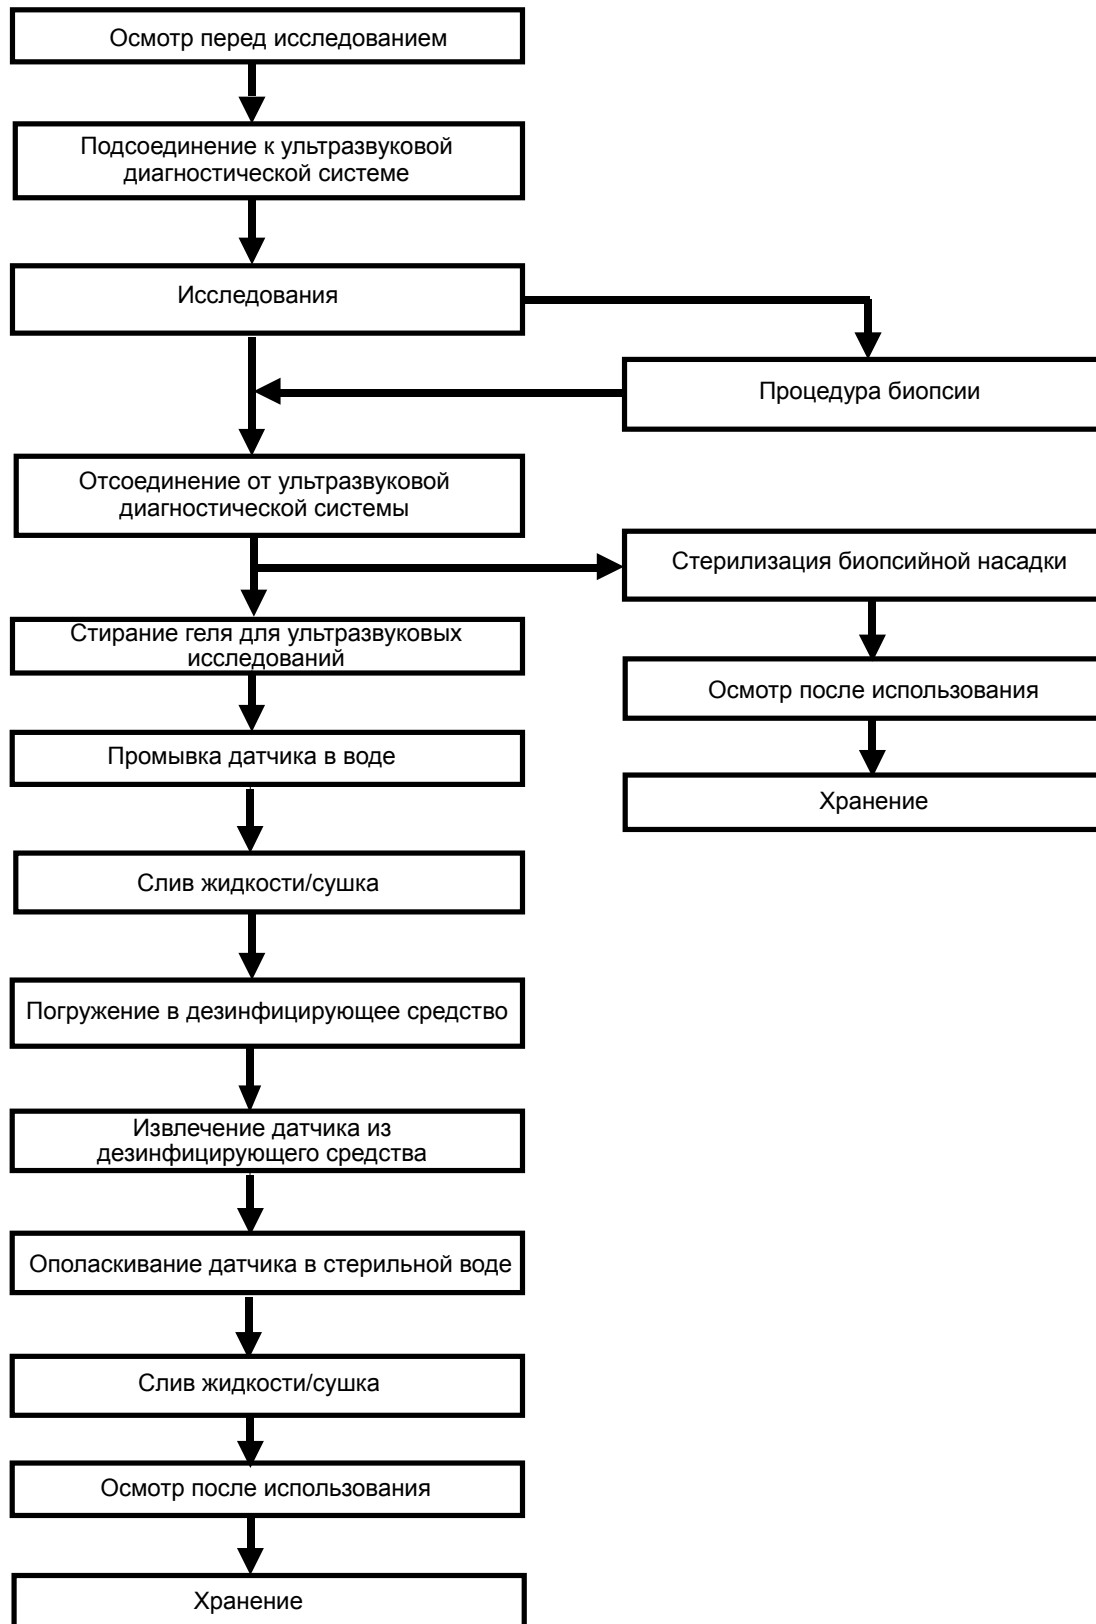 Осмотр перед исследованием
Подсоединение к ультразвуковой
диагностической системе
Исследования
Процедура биопсии
Отсоединение от ультразвуковой
диагностической системы
Стерилизация биопсийной насадки
Стирание геля для ультразвуковых
исследований
Осмотр после использования
Промывка датчика в воде
Хранение
Слив жидкости/сушка
Погружение в дезинфицирующее средство
Извлечение датчика из
дезинфицирующего средства
Ополаскивание датчика в стерильной воде
Слив жидкости/сушка
Осмотр после использования
Хранение